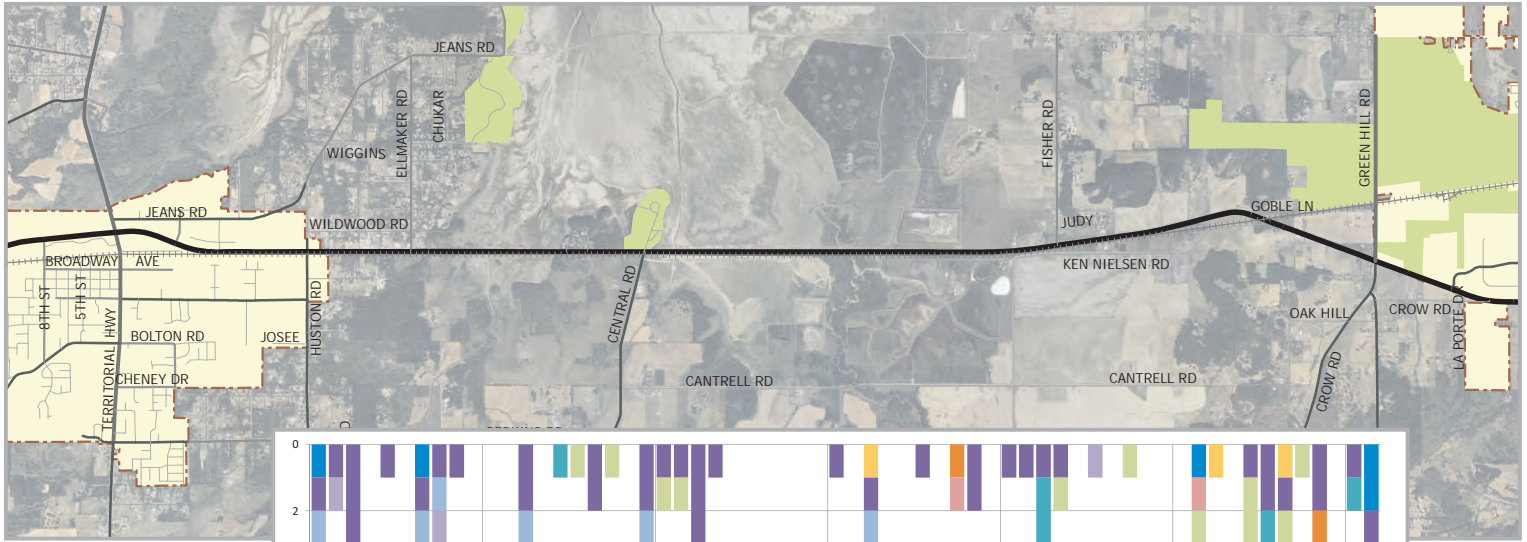 JEANS RD
ELLMAKER RD
CHUKAR
WIGGINS
FISHER RD
GREEN HILL RD
JEANS RD
WILDWOOD RD
JUDY
GOBLE LN
BROADWAY AVE
KEN NIELSEN RD
8TH ST
5TH ST
TERRITORIAL HWY
HUSTON RD
CENTRAL RD
BOLTON RD
JOSEE
OAK HILL
CROW RD
LA PORTE DR
CHENEY DR
CANTRELL RD
CANTRELL RD
CROW RD
D
0
2